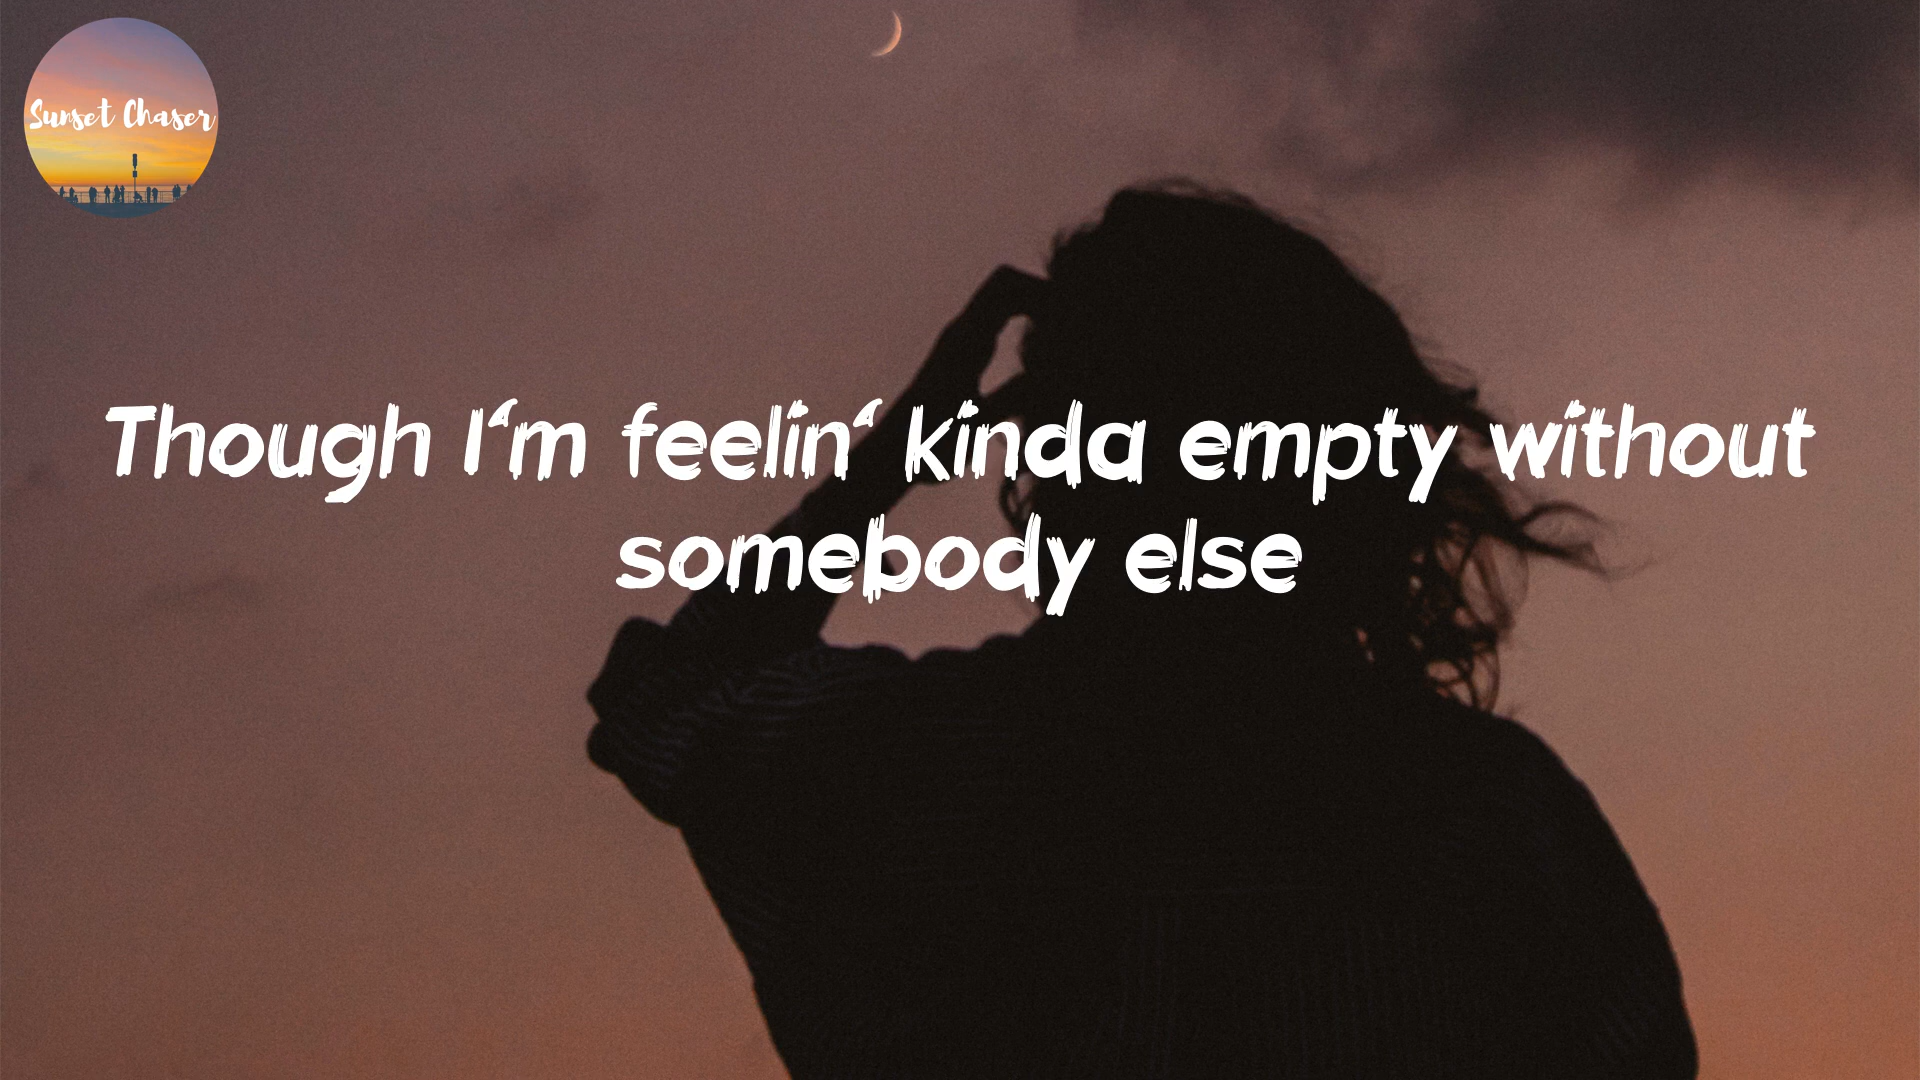 Sunset Chaser
Though I‘m feelin‘ kinda empty without
somebody else